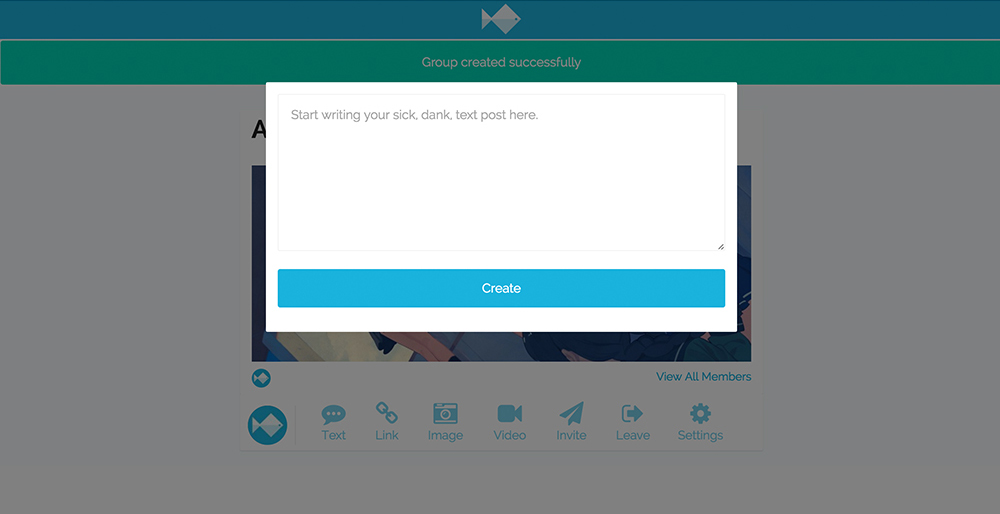 Group created successfully
A
Start writing your sick, dank, text post here.
Create
View All Members
Text Link Image Video Invite Leave Settings